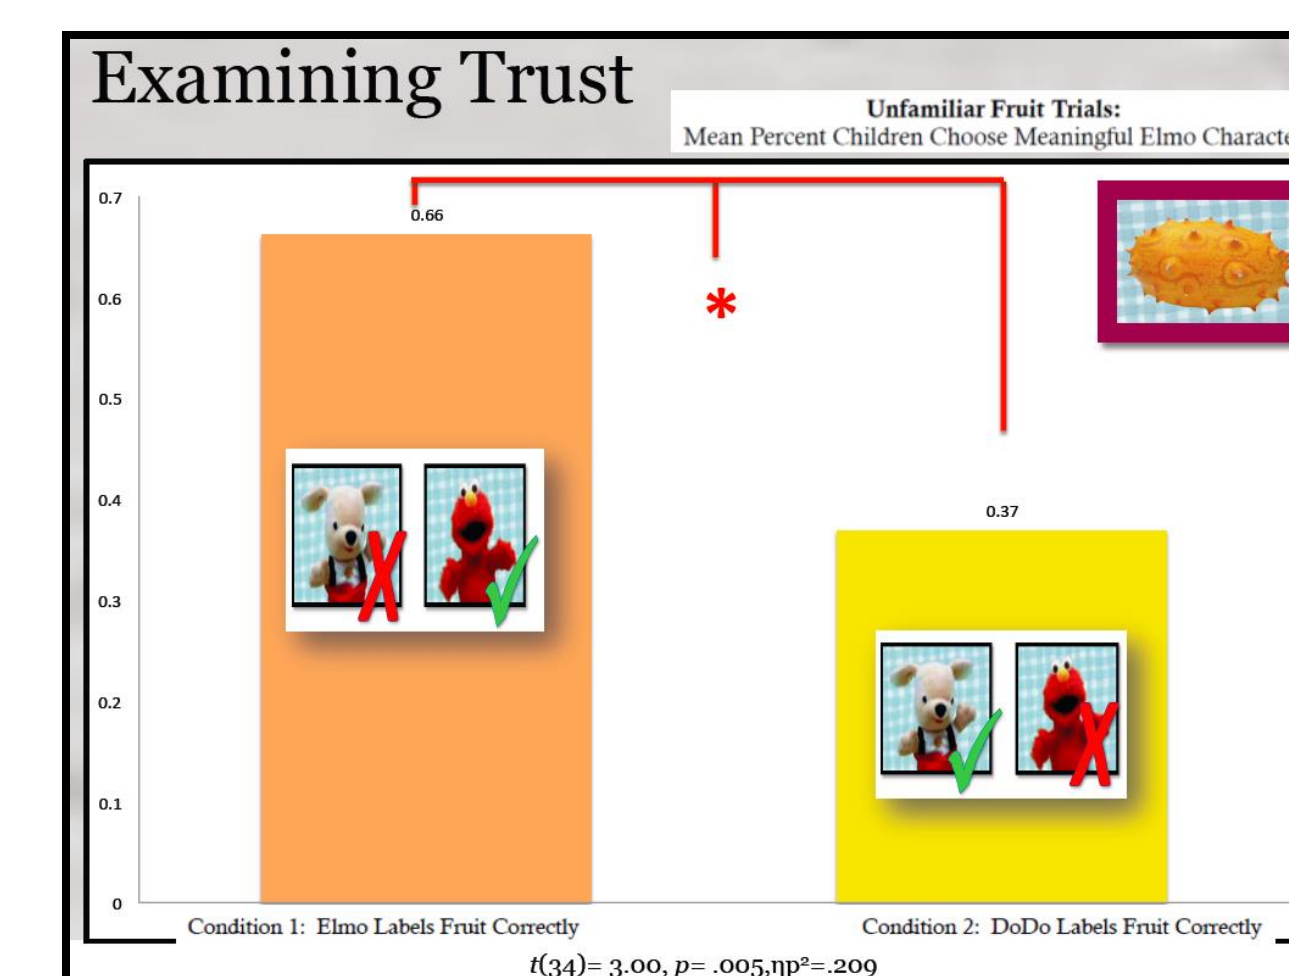 Examining Trust
Unfamiliar Fruit Trials:
Mean Percent Children Choose Meaningful Elmo Characte
0.7
0.66
0.6
*
0.5
0.4
0.37
0.3
0.2
0.1
0
Condition 1: Elmo Labels Fruit Correctly
Condition 2: DoDo Labels Fruit Correctly
t(34)= 3.00, p= .005,ηp²=.209